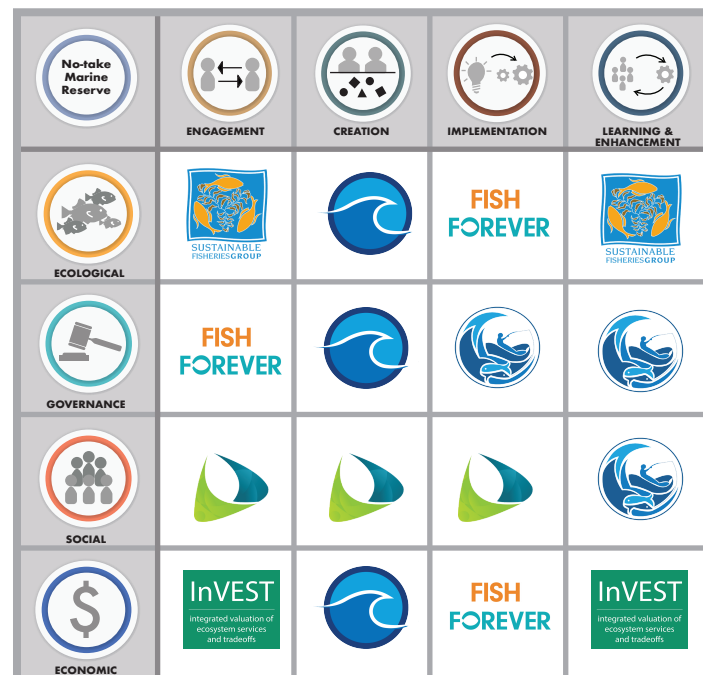 No-take
Marine
Reserve
ENGAGEMENT
CREATION
IMPLEMENTATION
LEARNING &
ENHANCEMENT
ECOLOGICAL
SUSTAINABLE
FISHERIESGROUP
FISH
FOREVER
SUSTAINABLE
FISHERIESGROUP
GOVERNANCE
FISH
FOREVER
SOCIAL
ECONOMIC
$
InVEST
integrated valuation of
ecosystem services
and tradeoffs
FISH
FOREVER
InVEST
integrated valuation of
ecosystem services
and tradeoffs